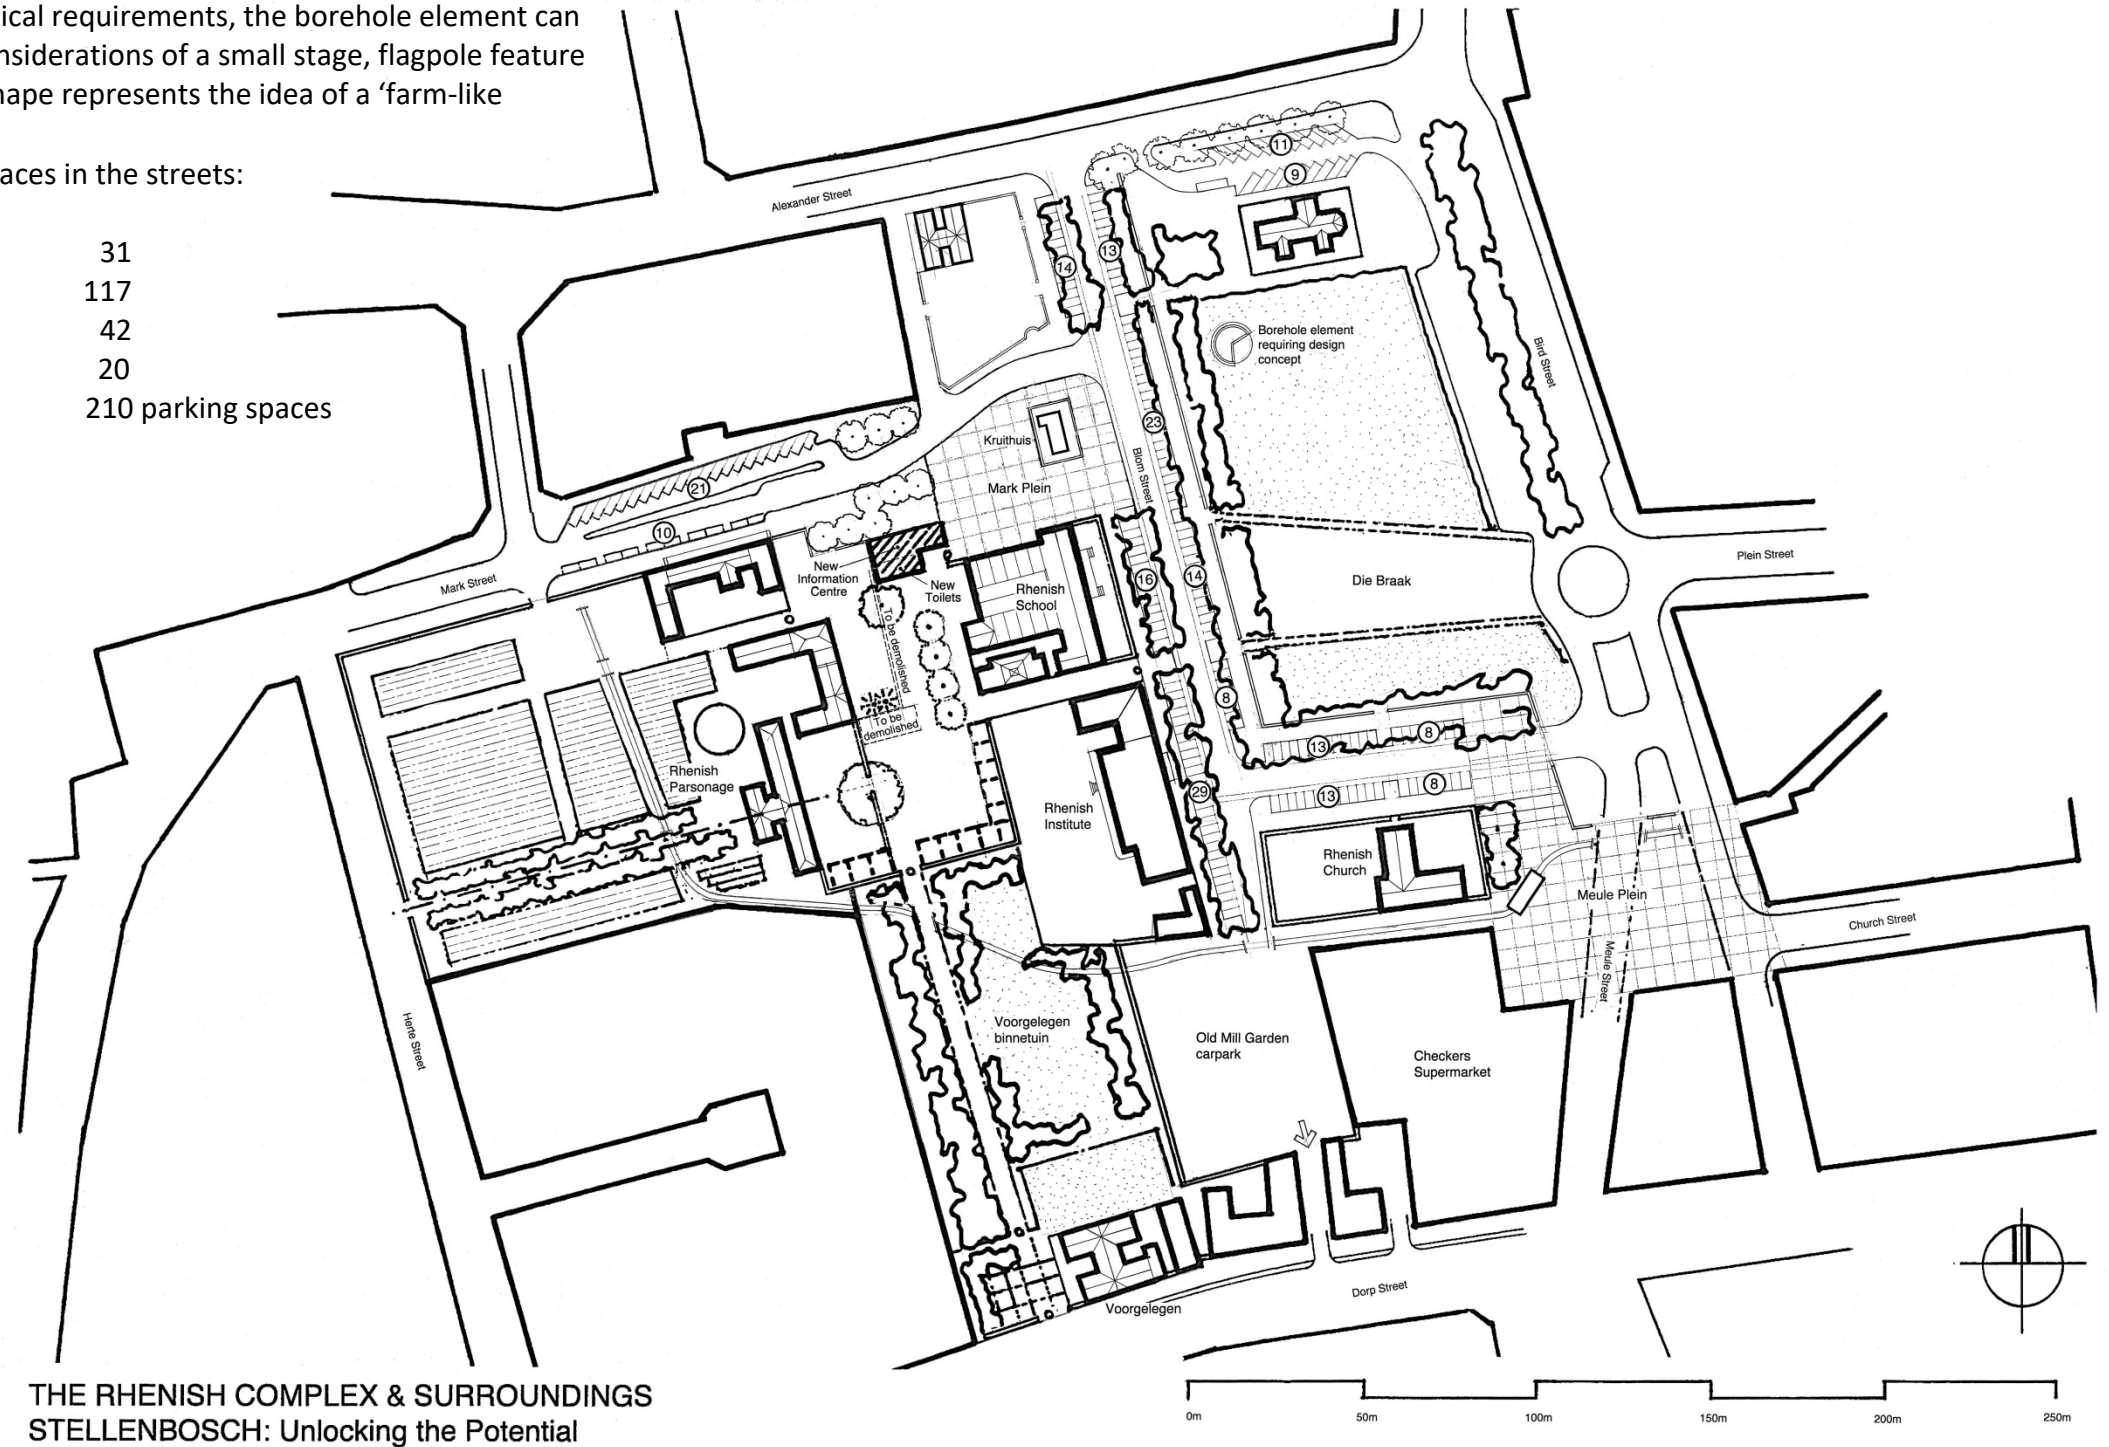 ical requirements, the borehole element can
nsiderations of a small stage, flagpole feature
hape represents the idea of a ‘farm-like
aces in the streets:
31
117
42
20
210 parking spaces
Alexander Street
11
9
13
14
Borehole element
requiring design
concept
Bird Street
23
Kruithuis
Blom Street
Mark Plein
21
10
Mark Street
New
Information
Centre
New
Toilets
To be demolished
Rhenish
School
16
14
Die Braak
Plein Street
8
To be
demolished
13
8
Rhenish
Parsonage
29
13
8
Rhenish
Institute
Rhenish
Church
Meule Plein
Church Street
Meule Street
Herte Street
Voorgelegen
binnetuin
Old Mill Garden
carpark
Checkers
Supermarket
Dorp Street
Voorgelegen
THE RHENISH COMPLEX & SURROUNDINGS
STELLENBOSCH: Unlocking the Potential
0m
50m
100m
150m
200m
250m